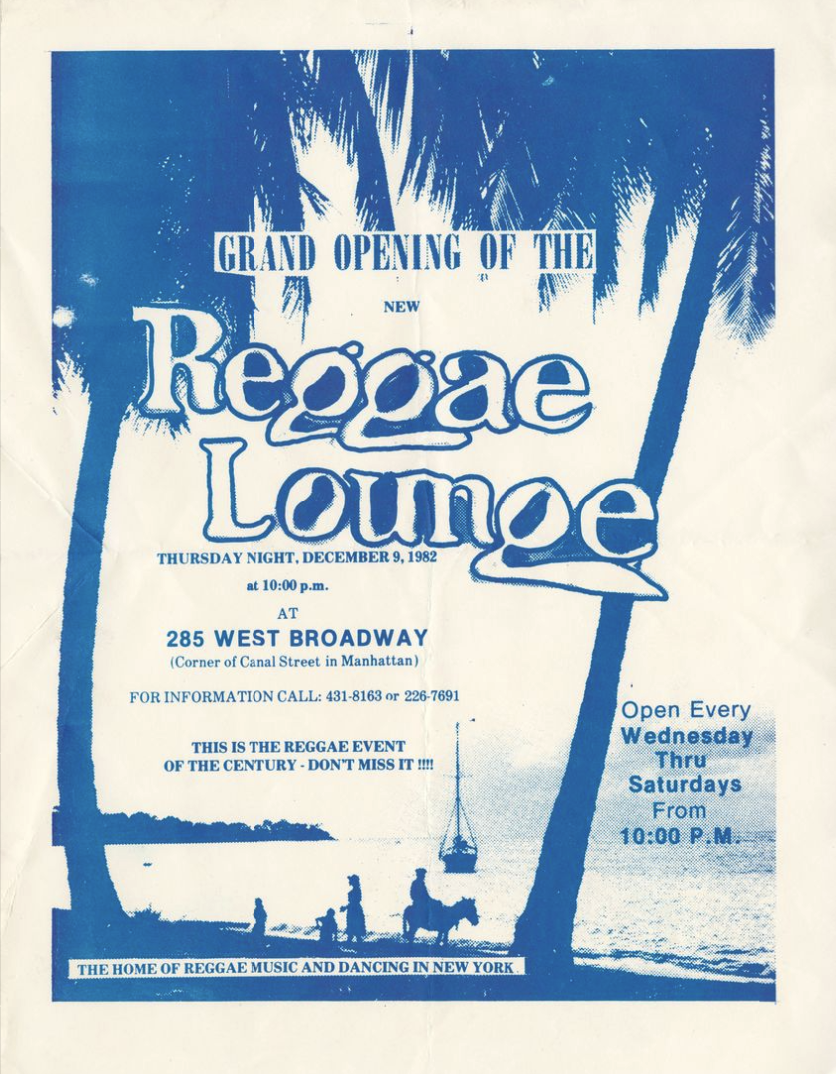 GRAND OPENING OF THE
NEW
Reggae
Lounge
THURSDAY NIGHT, DECEMBER 9, 1982
at 10:00 p.m.
AT
285 WEST BROADWAY
(Corner of Canal Street in Manhattan)
FOR INFORMATION CALL: 431-8163 or 226-7691
THIS IS THE REGGAE EVENT
OF THE CENTURY - DON'T MISS IT !!!!
Open Every
Wednesday
Thru
Saturdays
From
10:00 P.M.
THE HOME OF REGGAE MUSIC AND DANCING IN NEW YORK